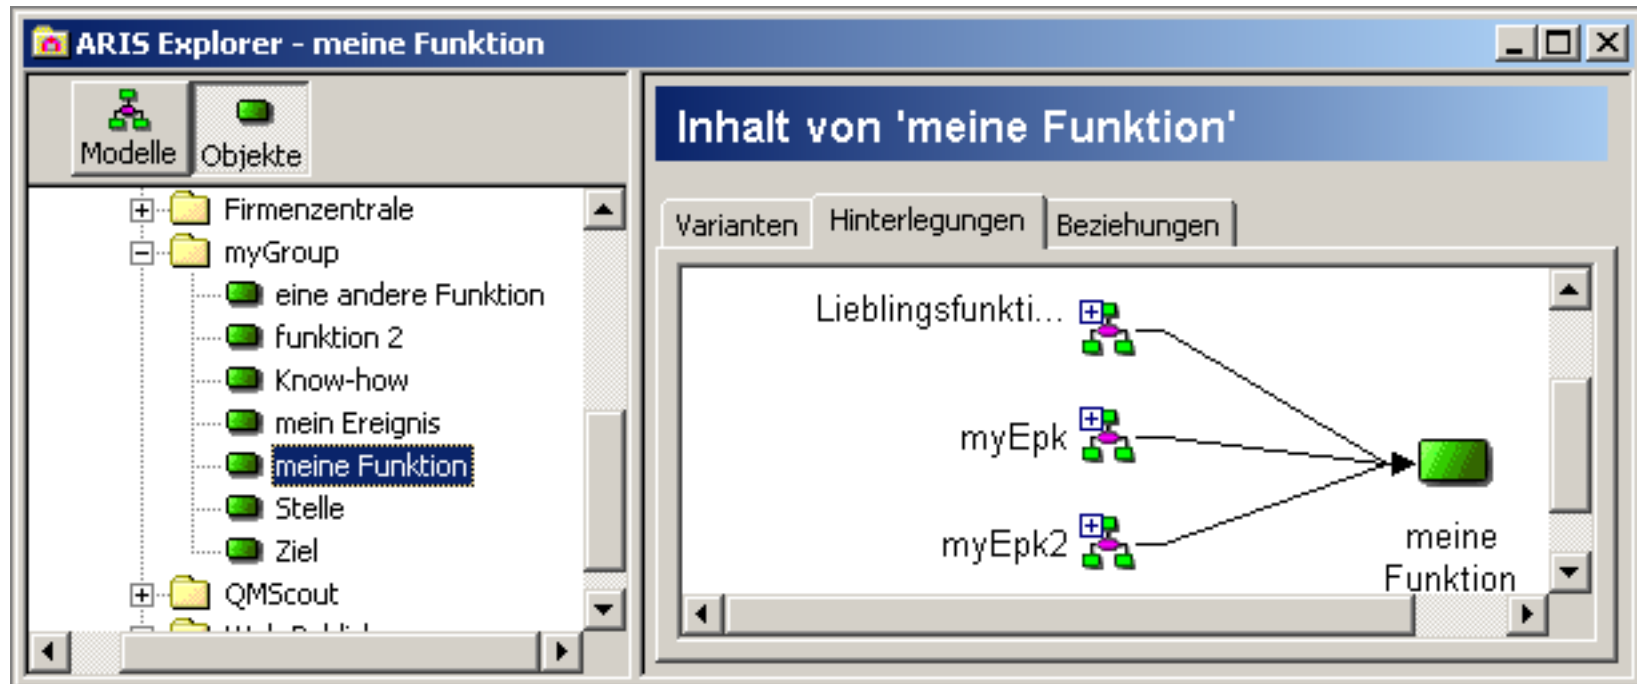 ARIS Explorer - meine Funktion
Modelle
Objekte
Firmenzentrale
myGroup
eine andere Funktion
funktion 2
Know-how
mein Ereignis
meine Funktion
Stelle
Ziel
QMScout
Inhalt von 'meine Funktion'
Varianten
Hinterlegungen
Beziehungen
Lieblingsfunkti...
myEpk
myEpk2
meine
Funktion